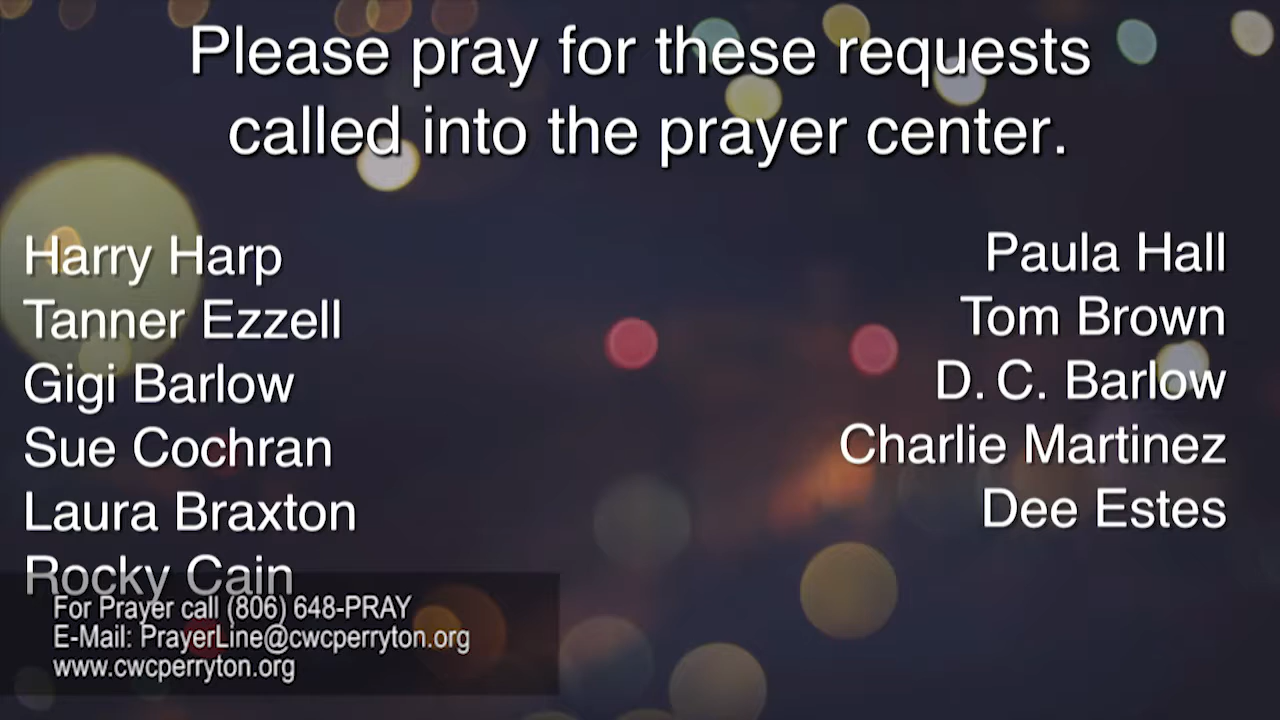 Please pray for these requests
called into the prayer center.
Harry Harp
Tanner Ezzell
Gigi Barlow
Sue Cochran
Laura Braxton
Rocky Cain
Paula Hall
Tom Brown
D. C. Barlow
Charlie Martinez
Dee Estes
For Prayer call (806) 648-PRAY
E-Mail: PrayerLine@cwcperryton.org
www.cwcperryton.org